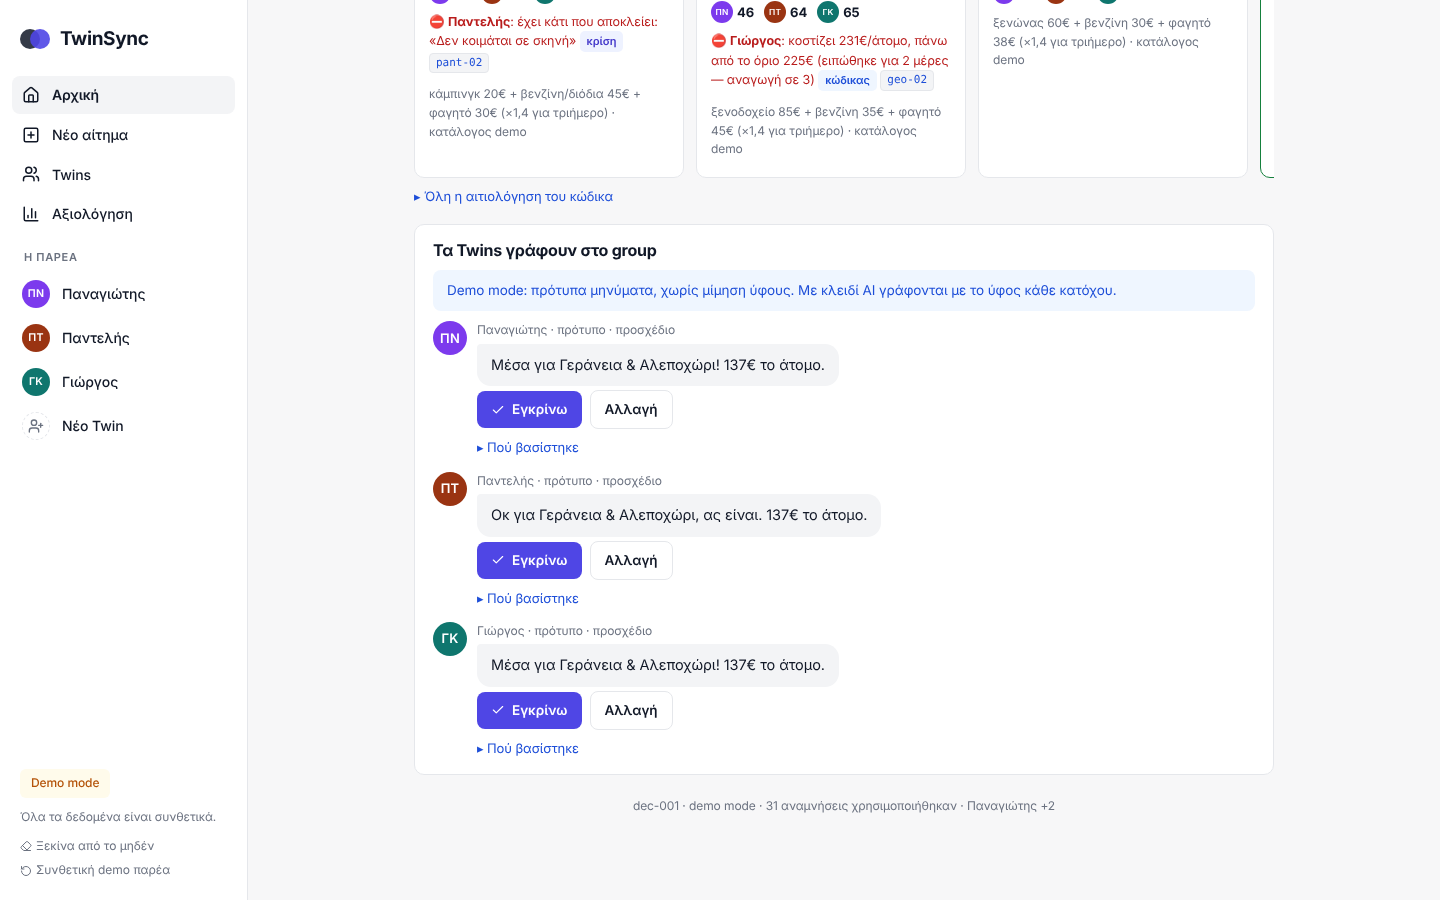 TwinSync
Αρχική
Νέο αίτημα
Twins
Αξιολόγηση
Η ΠΑΡΕΑ
ΠΝ Παναγιώτης
ΠΤ Παντελής
ΓΚ Γιώργος
Νέο Twin
Demo mode
Όλα τα δεδομένα είναι συνθετικά.
Ξεκίνα από το μηδέν
Συνθετική demo παρέα
⛔ Παντελής: έχει κάτι που αποκλείει:
«Δεν κοιμάται σε σκηνή» κρίση
pant-02
κάμπινγκ 20€ + βενζίνη/διόδια 45€ +
φαγητό 30€ (×1,4 για τριήμερο) ·
κατάλογος demo
ΠΝ 46 ΠΤ 64 ΓΚ 65
⛔ Γιώργος: κοστίζει 231€/άτομο, πάνω
από το όριο 225€ (ειπώθηκε για 2 μέρες
— αναγωγή σε 3) κώδικας geo-02
ξενοδοχείο 85€ + βενζίνη 35€ + φαγητό
45€ (×1,4 για τριήμερο) · κατάλογος
demo
ξενώνας 60€ + βενζίνη 30€ + φαγητό
38€ (×1,4 για τριήμερο) · κατάλογος
demo
▸ Όλη η αιτιολόγηση του κώδικα
Τα Twins γράφουν στο group
Demo mode: πρότυπα μηνύματα, χωρίς μίμηση ύφους. Με κλειδί AI γράφονται με το ύφος κάθε κατόχου.
ΠΝ Παναγιώτης · πρότυπο · προσχέδιο
Μέσα για Γεράνεια & Αλεποχώρι! 137€ το άτομο.
Εγκρίνω Αλλαγή
▸ Πού βασίστηκε
ΠΤ Παντελής · πρότυπο · προσχέδιο
Οκ για Γεράνεια & Αλεποχώρι, ας είναι. 137€ το άτομο.
Εγκρίνω Αλλαγή
▸ Πού βασίστηκε
ΓΚ Γιώργος · πρότυπο · προσχέδιο
Μέσα για Γεράνεια & Αλεποχώρι! 137€ το άτομο.
Εγκρίνω Αλλαγή
▸ Πού βασίστηκε
dec-001 · demo mode · 31 αναμνήσεις χρησιμοποιήθηκαν · Παναγιώτης +2